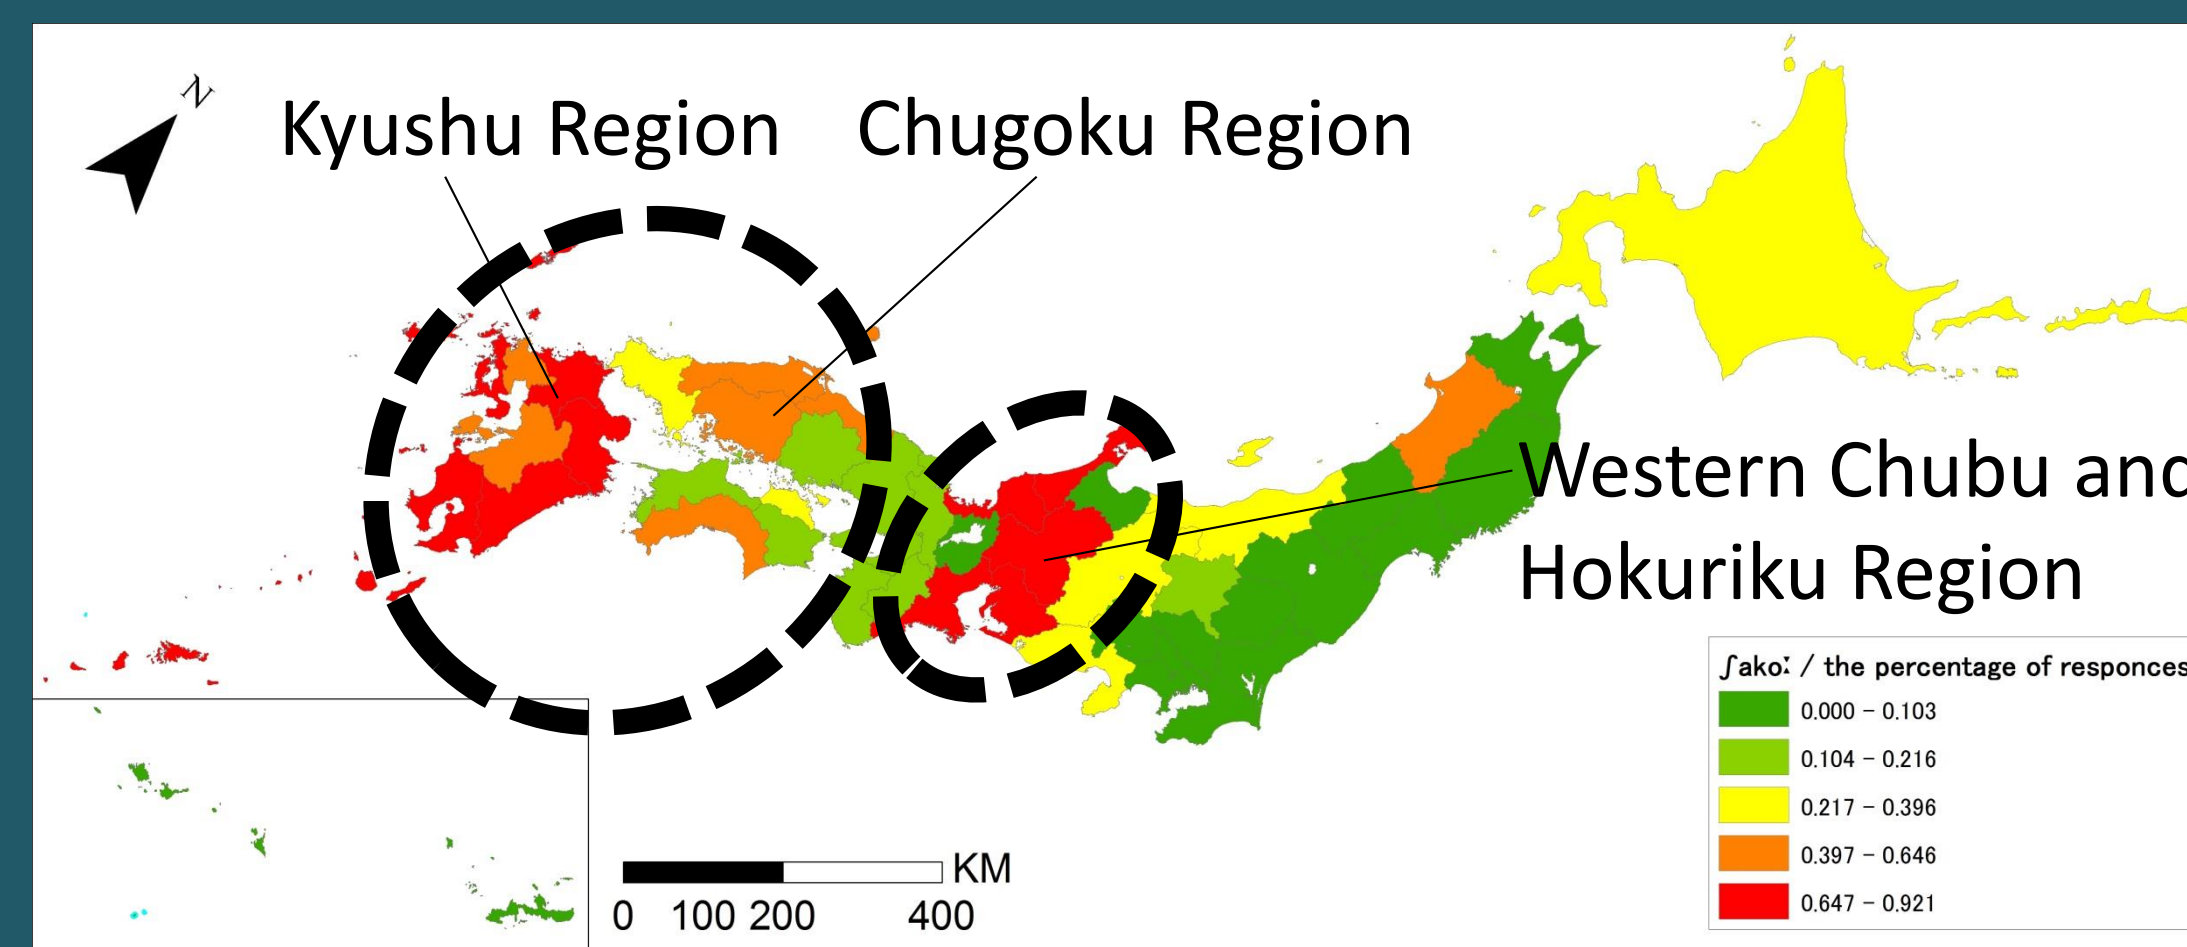 N
Kyushu Region
Chugoku Region
Western Chubu and
Hokuriku Region
ʃakoː / the percentage of responces
0.000 - 0.103
0.104 - 0.216
0.217 - 0.396
0.397 - 0.646
0.647 - 0.921
KM
0 100 200 400